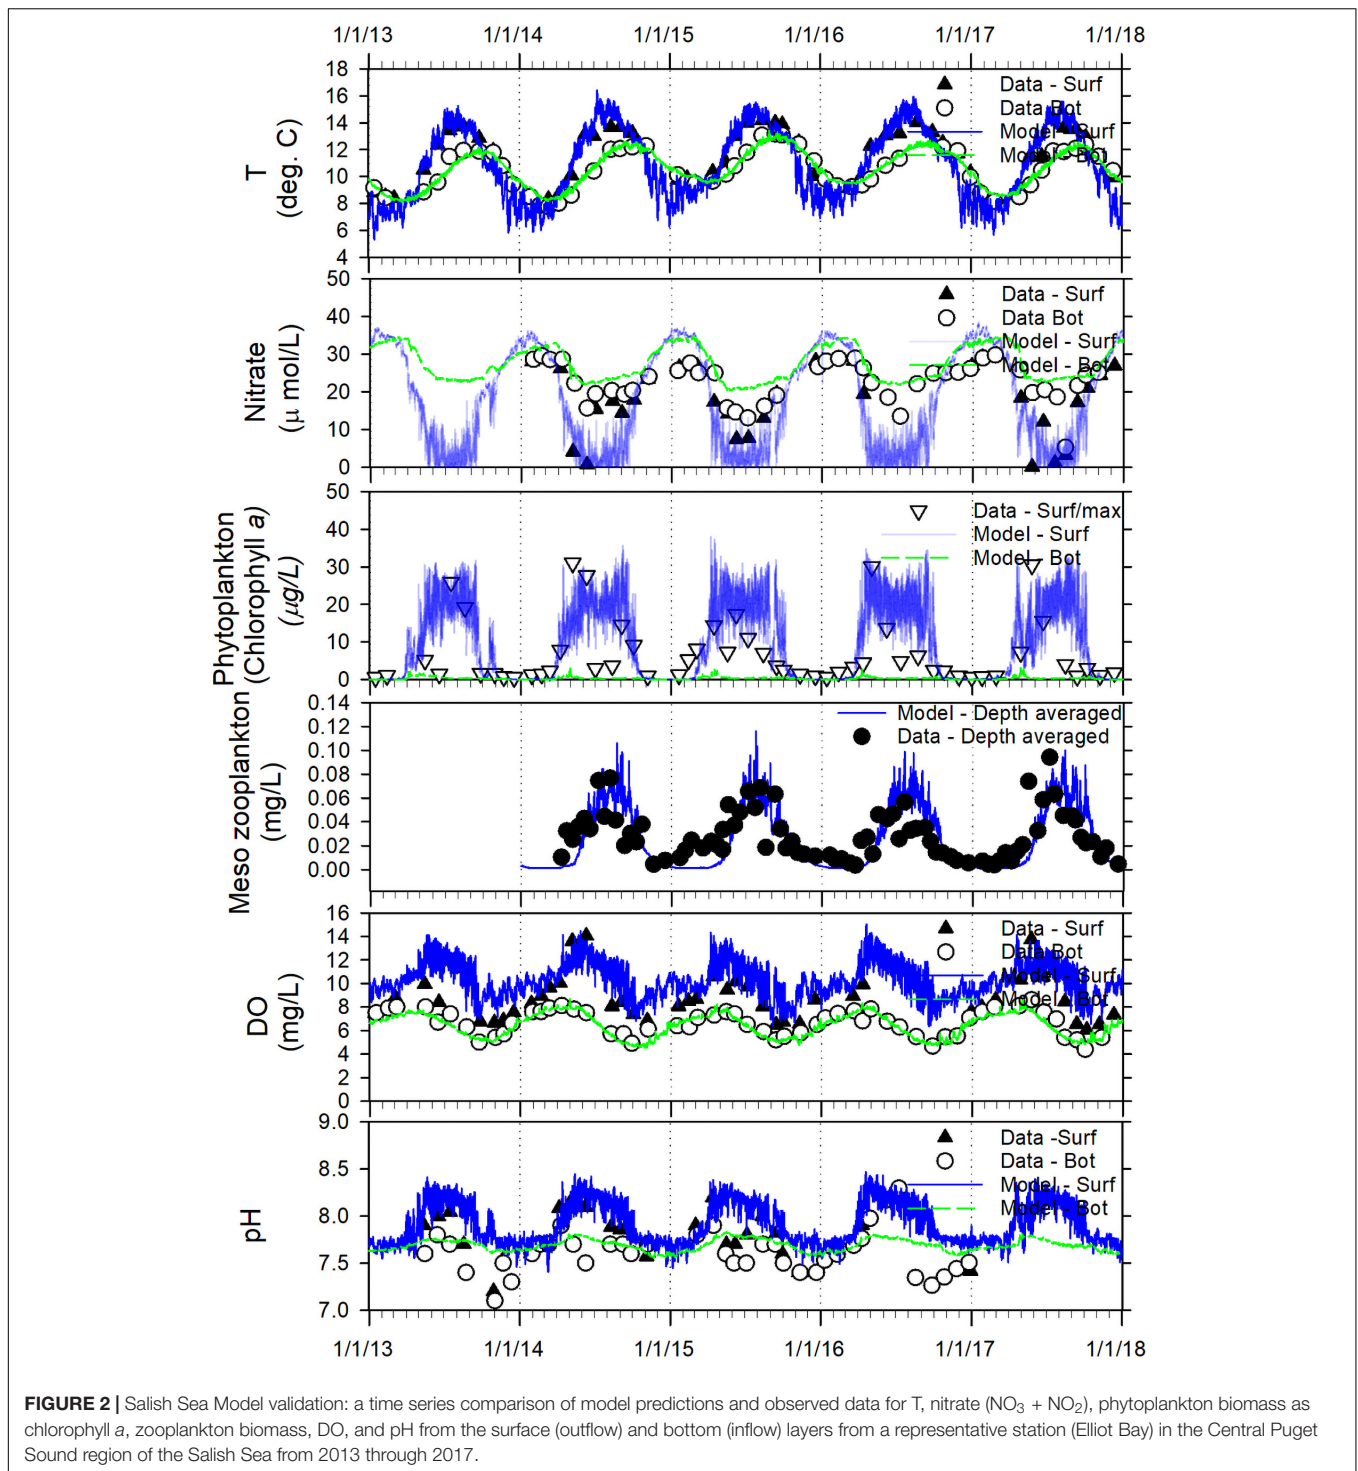 1/1/13 1/1/14 1/1/15 1/1/16 1/1/17 1/1/18
18
16
14
12
10
8
6
4
T
(deg. C)
Data - Surf
Data Bot
Model - Surf
Model - Bot
50
40
30
20
10
0
Nitrate
(μ mol/L)
Data - Surf
Data Bot
Model - Surf
Model - Bot
50
40
30
20
10
0
Phytoplankton
(Chlorophyll a)
(μg/L)
Data - Surf/max
Model - Surf
Model - Bot
0.14
0.12
0.10
0.08
0.06
0.04
0.02
0.00
Meso zooplankton
(mg/L)
Model - Depth averaged
Data - Depth averaged
16
14
12
10
8
6
4
2
0
DO
(mg/L)
Data - Surf
Data Bot
Model - Surf
Model - Bot
9.0
8.5
8.0
7.5
7.0
pH
Data -Surf
Data - Bot
Model - Surf
Model - Bot
1/1/13 1/1/14 1/1/15 1/1/16 1/1/17 1/1/18
FIGURE 2 | Salish Sea Model validation: a time series comparison of model predictions and observed data for T, nitrate (NO₃ + NO₂), phytoplankton biomass as
chlorophyll a, zooplankton biomass, DO, and pH from the surface (outflow) and bottom (inflow) layers from a representative station (Elliot Bay) in the Central Puget
Sound region of the Salish Sea from 2013 through 2017.